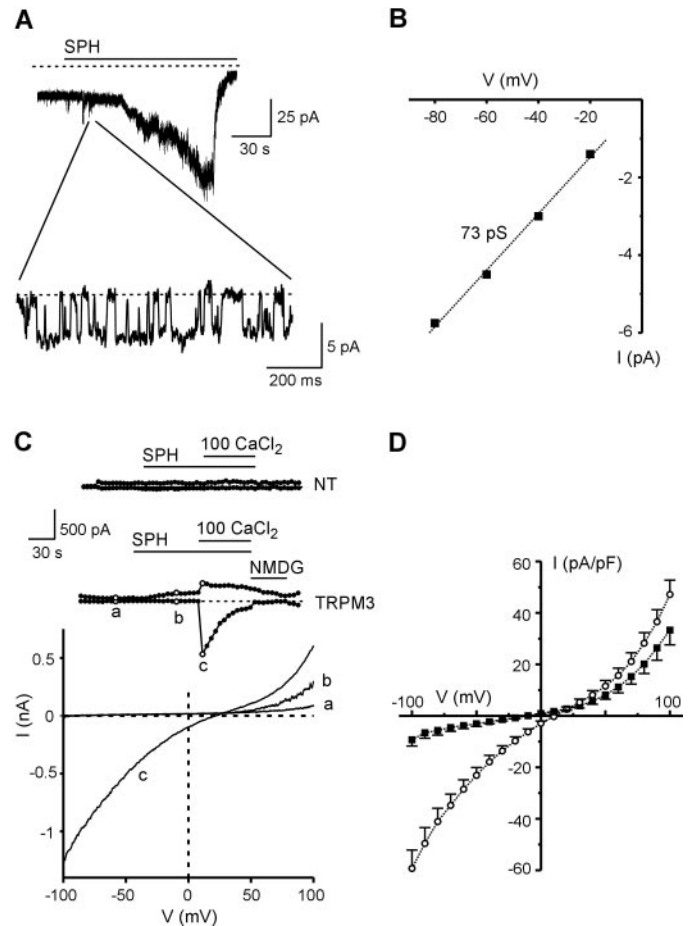 A
SPH
25 pA
30 s
5 pA
200 ms
B
V (mV)
-80 -60 -40 -20
-2
73 pS
-4
-6
I (pA)
C
100 CaCl2
SPH
NT
500 pA
30 s
100 CaCl2
SPH
NMDG
a
b
TRPM3
c
0.5
b
a
0
I (nA)
-0.5
c
-1
-100 -50 0 50 100
V (mV)
D
I (pA/pF)
60
40
20
-100
V (mV)
100
-20
-40
-60